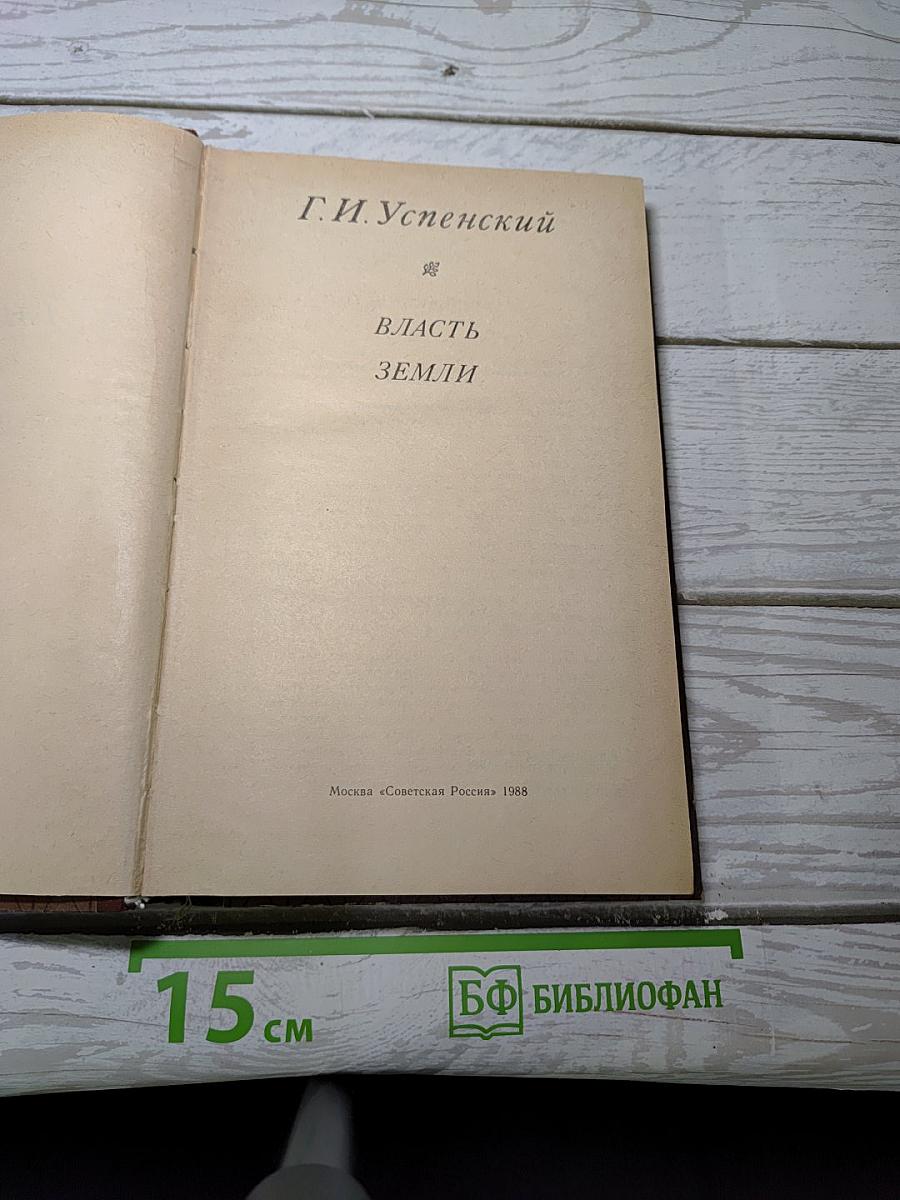 Г. И. Успенский
ВЛАСТЬ
ЗЕМЛИ
Москва «Советская Россия» 1988
15 см
БФ БИБЛИОФАН